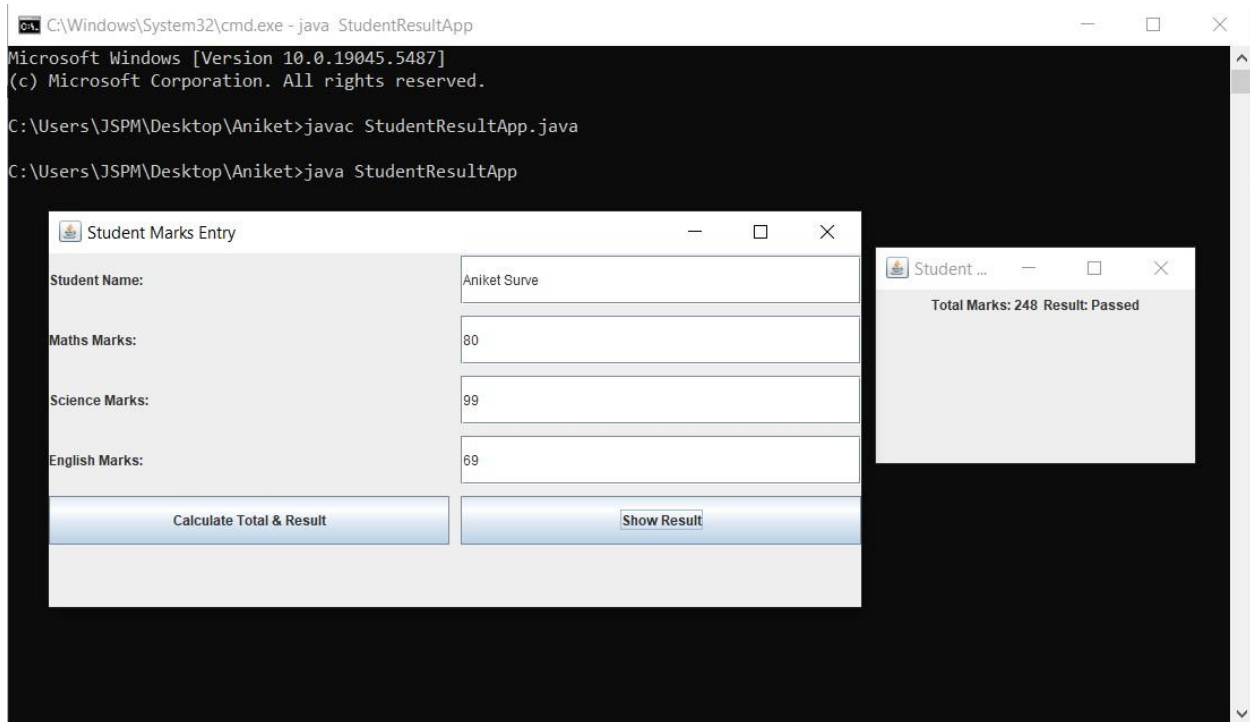 C:\Windows\System32\cmd.exe - java  StudentResultApp
Microsoft Windows [Version 10.0.19045.5487]
(c) Microsoft Corporation. All rights reserved.
C:\Users\JSPM\Desktop\Aniket>javac StudentResultApp.java
C:\Users\JSPM\Desktop\Aniket>java StudentResultApp
Student Marks Entry
Student Name: Aniket Surve
Maths Marks: 80
Science Marks: 99
English Marks: 69
Calculate Total & Result Show Result
Student ...
Total Marks: 248 Result: Passed